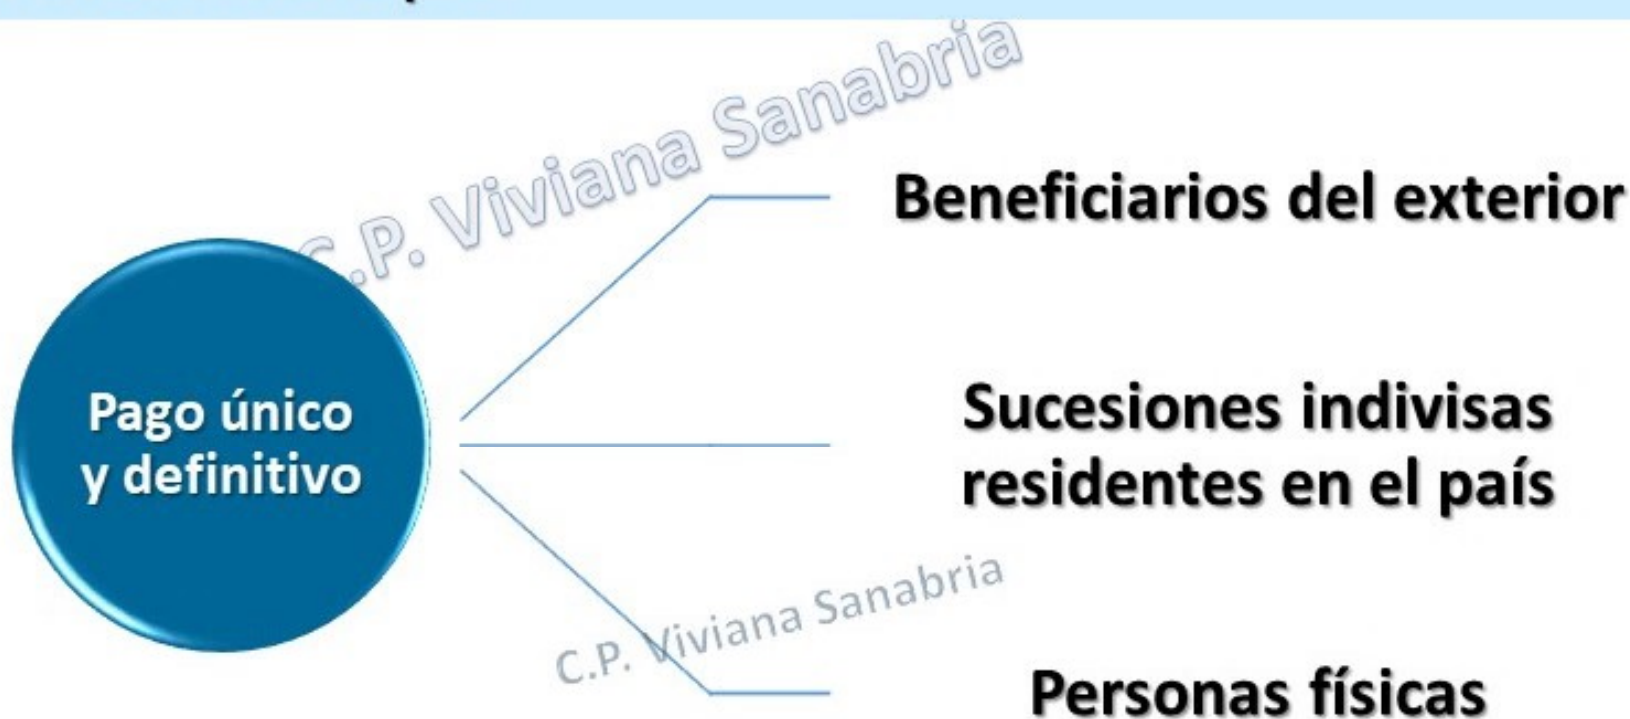 C.P. Viviana Sanabria
Beneficiarios del exterior
Pago único
y definitivo
Sucesiones indivisas
residentes en el país
C.P. Viviana Sanabria
Personas físicas